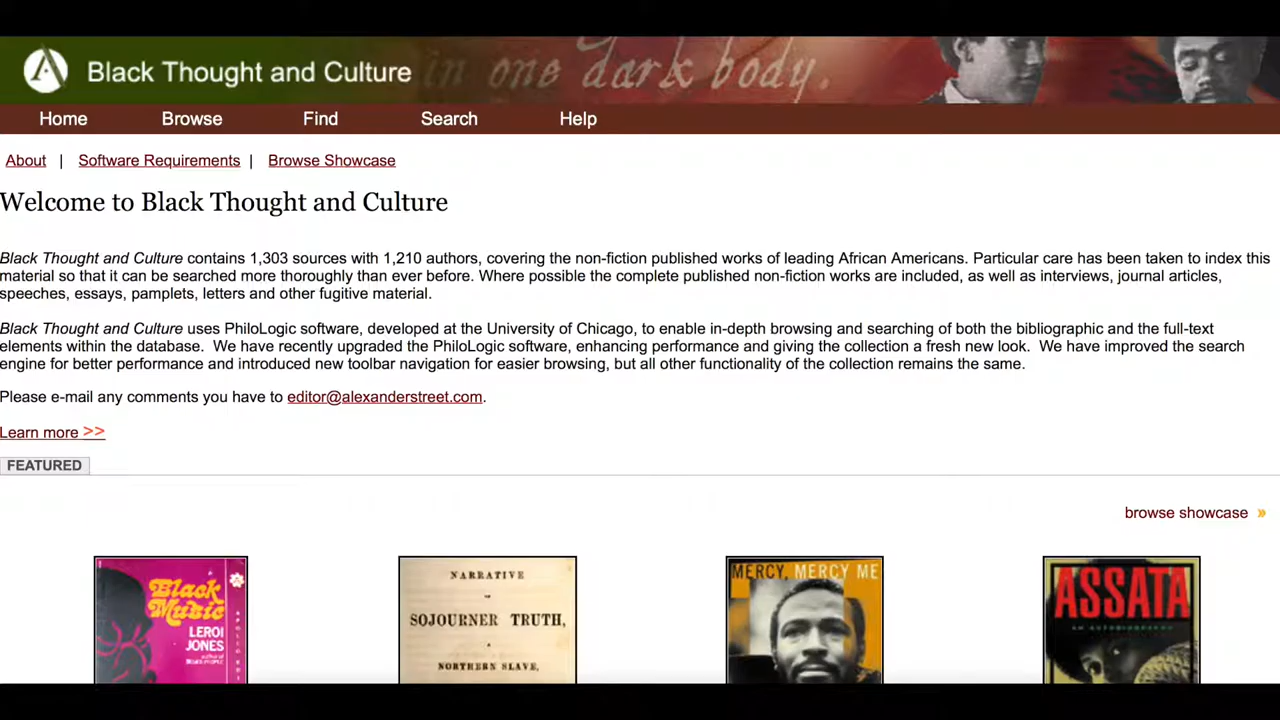 in one dark body.
Black Thought and Culture
Home Browse Find Search Help
About | Software Requirements | Browse Showcase
Welcome to Black Thought and Culture
Black Thought and Culture contains 1,303 sources with 1,210 authors, covering the non-fiction published works of leading African Americans. Particular care has been taken to index this
material so that it can be searched more thoroughly than ever before. Where possible the complete published non-fiction works are included, as well as interviews, journal articles,
speeches, essays, pamplets, letters and other fugitive material.
Black Thought and Culture uses PhiloLogic software, developed at the University of Chicago, to enable in-depth browsing and searching of both the bibliographic and the full-text
elements within the database. We have recently upgraded the PhiloLogic software, enhancing performance and giving the collection a fresh new look. We have improved the search
engine for better performance and introduced new toolbar navigation for easier browsing, but all other functionality of the collection remains the same.
Please e-mail any comments you have to editor@alexanderstreet.com.
Learn more >>
FEATURED
browse showcase »
Black
Music
LEROI
JONES
NARRATIVE
OF
SOJOURNER TRUTH,
A
NORTHERN SLAVE,
MERCY, MERCY ME
ASSATA
AN AUTOBIOGRAPHY